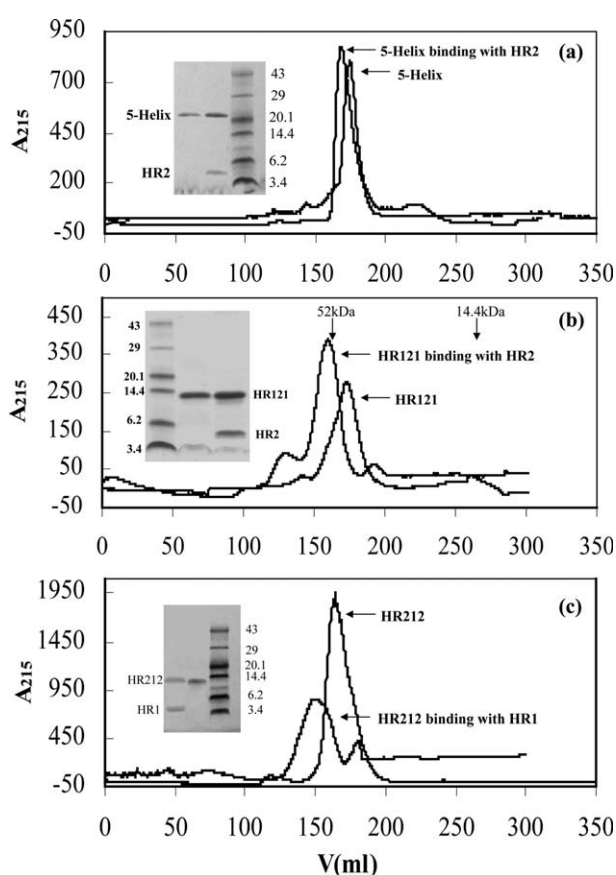 (a)
5-Helix binding with HR2
5-Helix
A215
950
700
450
200
-50
5-Helix
HR2
43
29
20.1
14.4
6.2
3.4
0 50 100 150 200 250 300 350
(b)
52kDa
14.4kDa
HR121 binding with HR2
HR121
A215
450
350
250
150
50
-50
43
29
20.1
14.4
6.2
3.4
HR121
HR2
0 50 100 150 200 250 300 350
(c)
HR212
HR212 binding with HR1
A215
1950
1450
950
450
-50
HR212
HR1
43
29
20.1
14.4
6.2
3.4
0 50 100 150 200 250 300 350
V(ml)